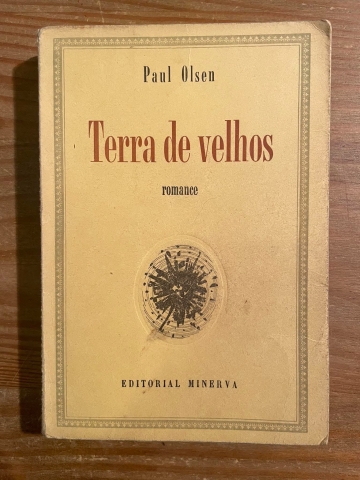 Paul Olsen
Terra de velhos
romance
EDITORIAL MINERVA